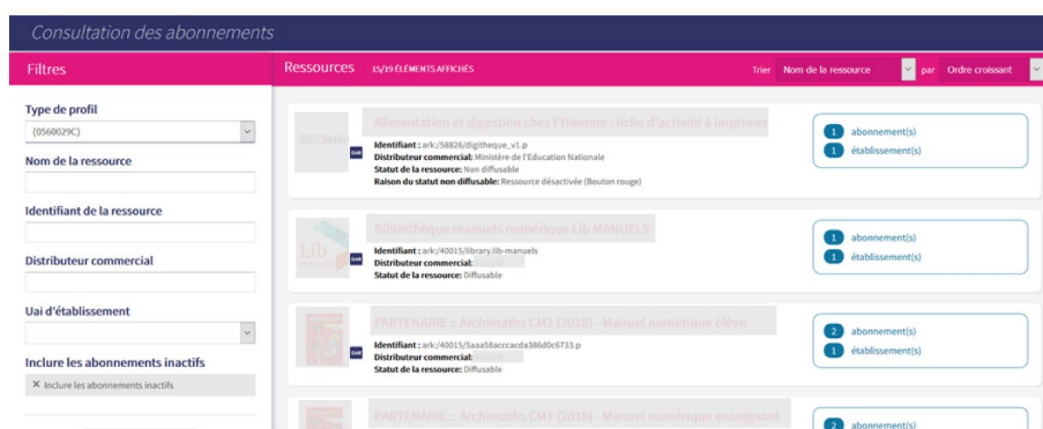 Consultation des abonnements
Filtres
Ressources 15/19 ÉLÉMENTS AFFICHÉS Trier Nom de la ressource par Ordre croissant
Type de profil
(0560029C)
Nom de la ressource
Identifiant de la ressource
Distributeur commercial
Uai d'établissement
Inclure les abonnements inactifs
× Inclure les abonnements inactifs
Alimentation et digestion chez l'Homme : fiche d'activité à imprimer
GAR
Identifiant : ark:/58826/digitheque_v1.p
Distributeur commercial: Ministère de l'Education Nationale
Statut de la ressource: Non diffusable
Raison du statut non diffusable: Ressource désactivée (Bouton rouge)
1 abonnement(s)
1 établissement(s)
Bibliothèque manuels numérique Lib MANUELS
Lib
MANUELS
GAR
Identifiant : ark:/40015/library.lib-manuels
Distributeur commercial:
Statut de la ressource: Diffusable
1 abonnement(s)
1 établissement(s)
PARTENAIRE :: Archimaths CM1 (2018) - Manuel numérique élève
GAR
Identifiant : ark:/40015/5aaa58acccacda386d0c6733.p
Distributeur commercial:
Statut de la ressource: Diffusable
2 abonnement(s)
1 établissement(s)
PARTENAIRE :: Archimaths CM1 (2018) - Manuel numérique enseignant
2 abonnement(s)